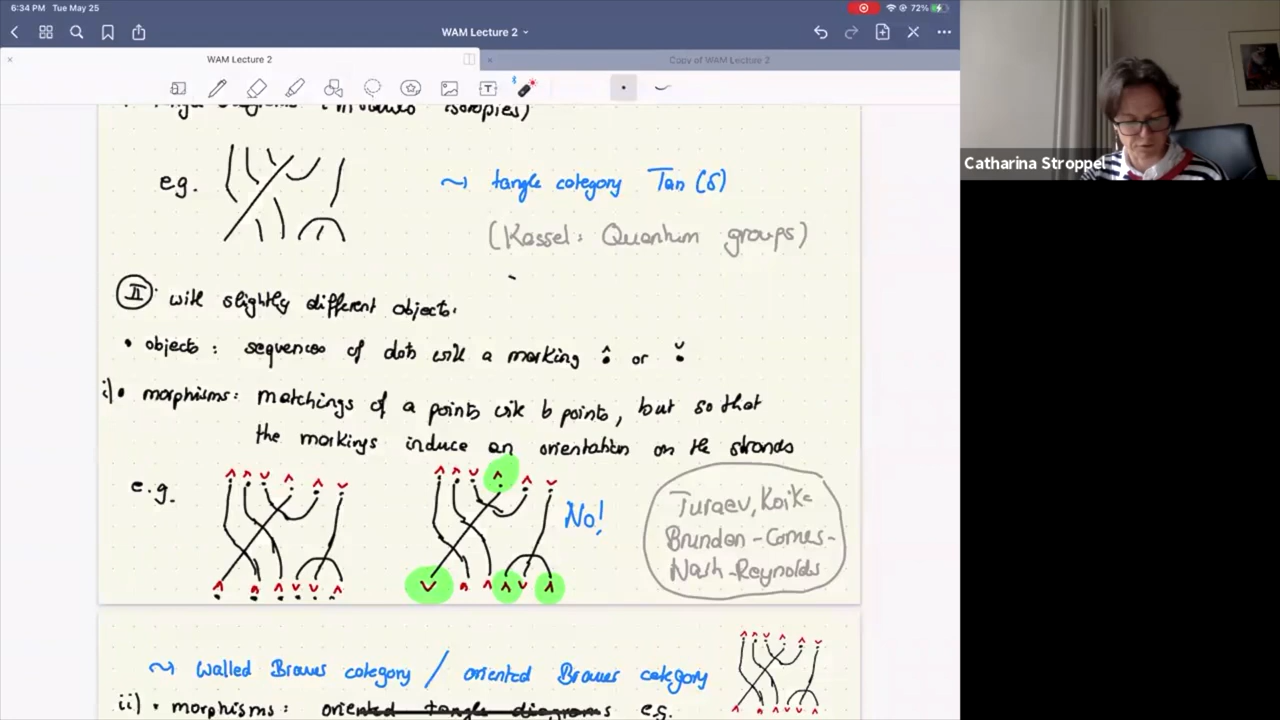 6:34 PM Tue May 25
72%
WAM Lecture 2
WAM Lecture 2
Copy of WAM Lecture 2
Catharina Stroppel
isotopies)
e.g.
~> tangle category Tan (δ)
(Kassel: Quantum groups)
II with slightly different objects.
• objects: sequences of dots with a marking ^ or v
i) • morphisms: matchings of a points with b points, but so that
the markings induce an orientation on the strands
e.g.
^ ^ v ^ ^ v
^ ^ v ^ ^ v
No!
Turaev, Koike
Brundan-Comes-
Nash-Reynolds
^ ^ ^ v v ^
v ^ ^ ^ v ^
~> Walled Brauer category / oriented Brauer category
^ ^ v ^ ^ v
^ ^ ^ v v ^
ii) • morphisms: oriented tangle diagrams e.g.